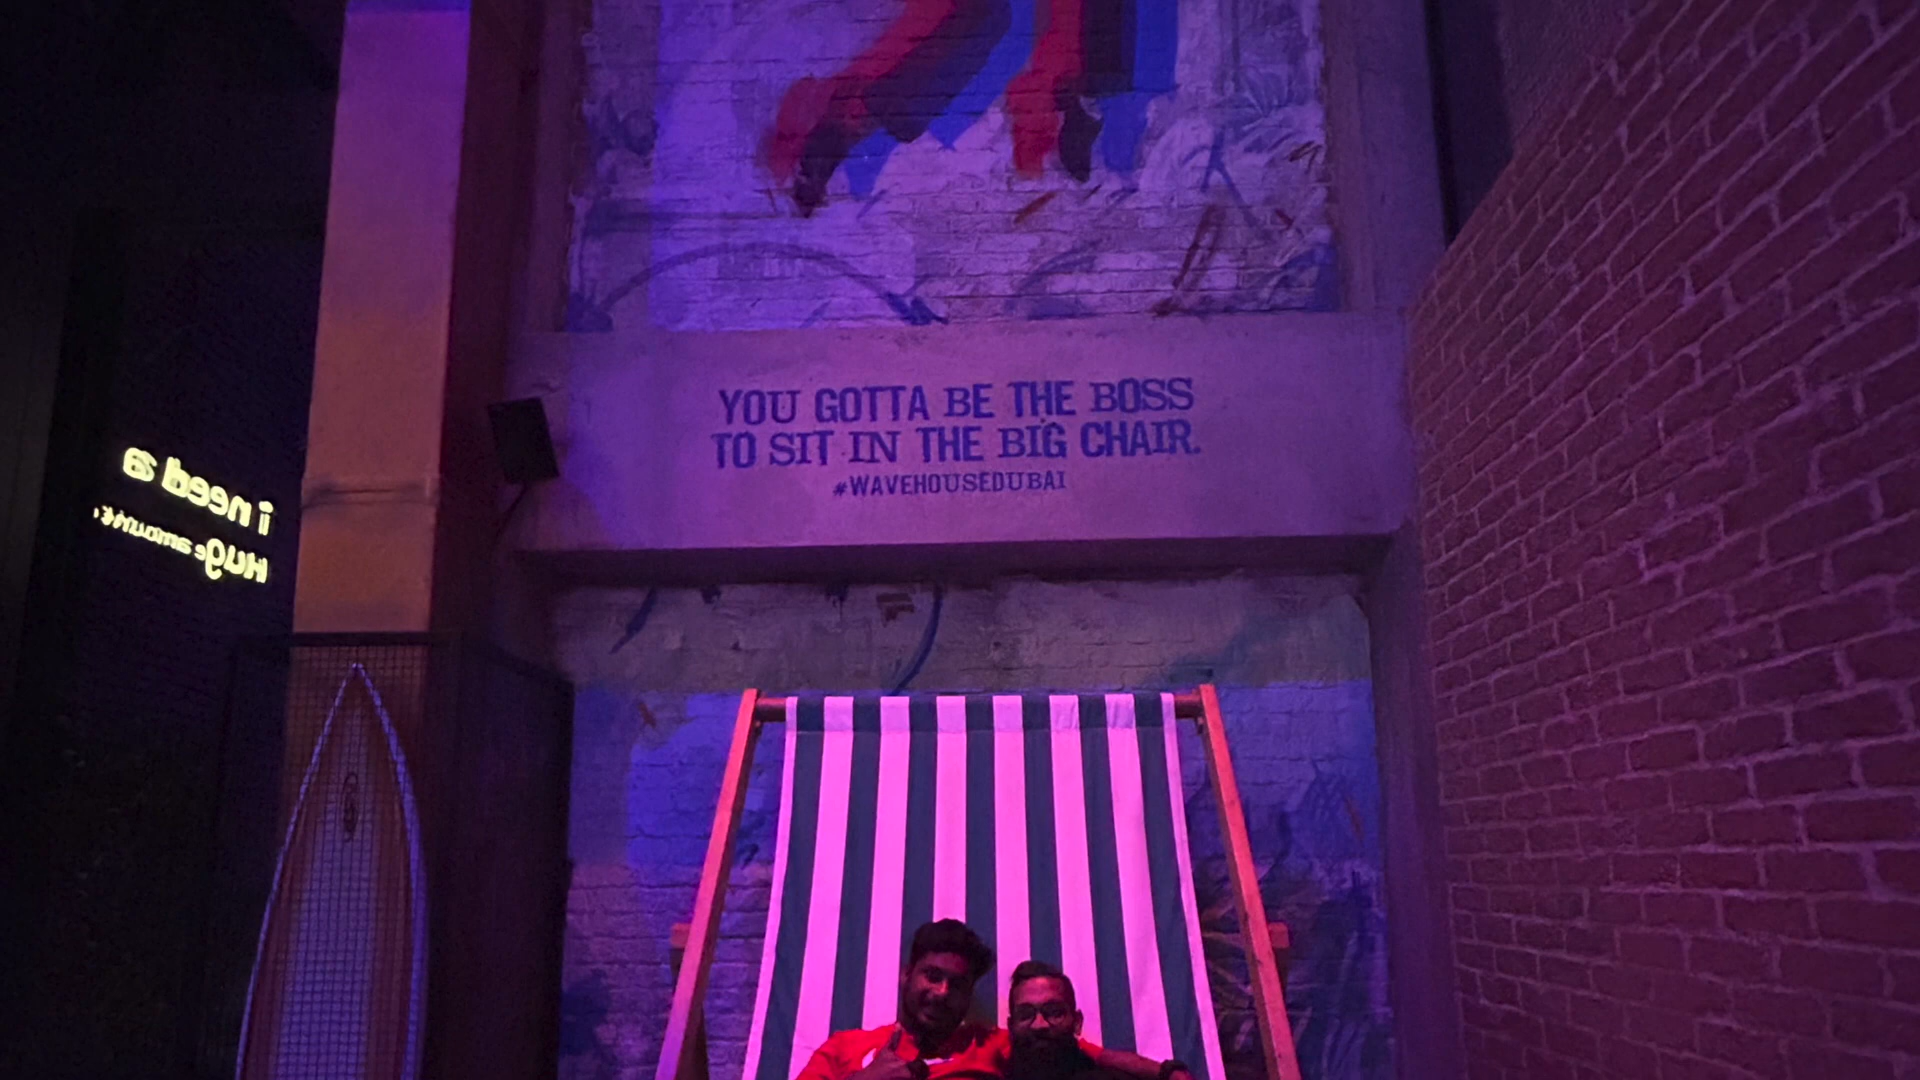 YOU GOTTA BE THE BOSS
TO SIT IN THE BIG CHAIR.
#WAVEHOUSEDUBAI
i need a
HUGe amount